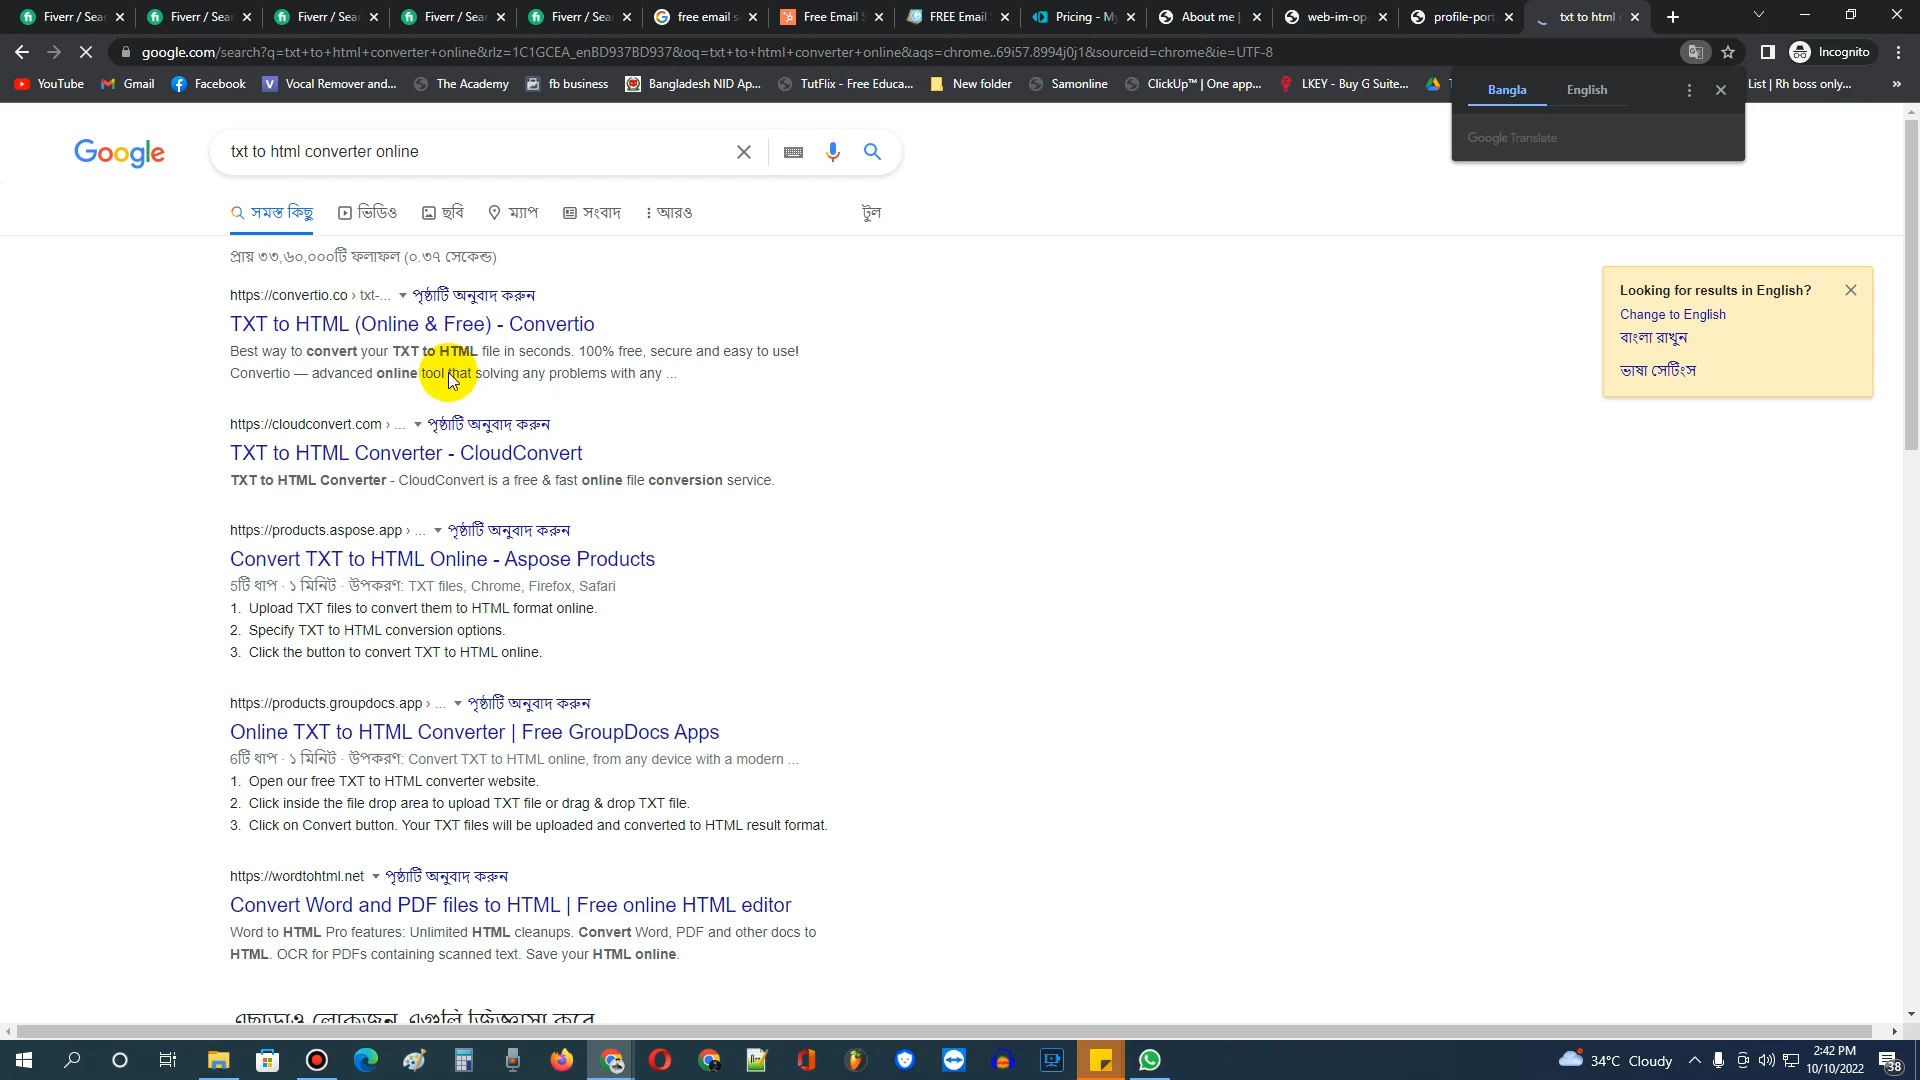 Fiverr / Sea
Fiverr / Sea
Fiverr / Sea
Fiverr / Sea
Fiverr / Sea
free email s
Free Email S
FREE Email
Pricing - My
About me |
web-im-op
profile-port
txt to html
google.com/search?q=txt+to+html+converter+online&rlz=1C1GCEA_enBD937BD937&oq=txt+to+html+converter+online&aqs=chrome..69i57.8994j0j1&sourceid=chrome&ie=UTF-8
Incognito
YouTube
Gmail
Facebook
Vocal Remover and...
The Academy
fb business
Bangladesh NID Ap...
TutFlix - Free Educa...
New folder
Samonline
ClickUp™ | One app...
LKEY - Buy G Suite...
List | Rh boss only...
Bangla
English
Google Translate
Google
txt to html converter online
সমস্ত কিছু
ভিডিও
ছবি
ম্যাপ
সংবাদ
আরও
টুল
প্রায় ৩৩,৬০,০০০টি ফলাফল (০.৩৭ সেকেন্ড)
https://convertio.co › txt-... পৃষ্ঠাটি অনুবাদ করুন
TXT to HTML (Online & Free) - Convertio
Best way to convert your TXT to HTML file in seconds. 100% free, secure and easy to use!
Convertio — advanced online tool that solving any problems with any ...
https://cloudconvert.com › ... পৃষ্ঠাটি অনুবাদ করুন
TXT to HTML Converter - CloudConvert
TXT to HTML Converter - CloudConvert is a free & fast online file conversion service.
https://products.aspose.app › ... পৃষ্ঠাটি অনুবাদ করুন
Convert TXT to HTML Online - Aspose Products
5টি ধাপ · ১ মিনিট · উপকরণ: TXT files, Chrome, Firefox, Safari
1. Upload TXT files to convert them to HTML format online.
2. Specify TXT to HTML conversion options.
3. Click the button to convert TXT to HTML online.
https://products.groupdocs.app › ... পৃষ্ঠাটি অনুবাদ করুন
Online TXT to HTML Converter | Free GroupDocs Apps
6টি ধাপ · ১ মিনিট · উপকরণ: Convert TXT to HTML online, from any device with a modern ...
1. Open our free TXT to HTML converter website.
2. Click inside the file drop area to upload TXT file or drag & drop TXT file.
3. Click on Convert button. Your TXT files will be uploaded and converted to HTML result format.
https://wordtohtml.net পৃষ্ঠাটি অনুবাদ করুন
Convert Word and PDF files to HTML | Free online HTML editor
Word to HTML Pro features: Unlimited HTML cleanups. Convert Word, PDF and other docs to
HTML. OCR for PDFs containing scanned text. Save your HTML online.
এছাড়াও লোকজন এগুলি জিজ্ঞাসা করে
Looking for results in English?
Change to English
বাংলা রাখুন
ভাষা সেটিংস
34°C Cloudy
2:42 PM
10/10/2022
38